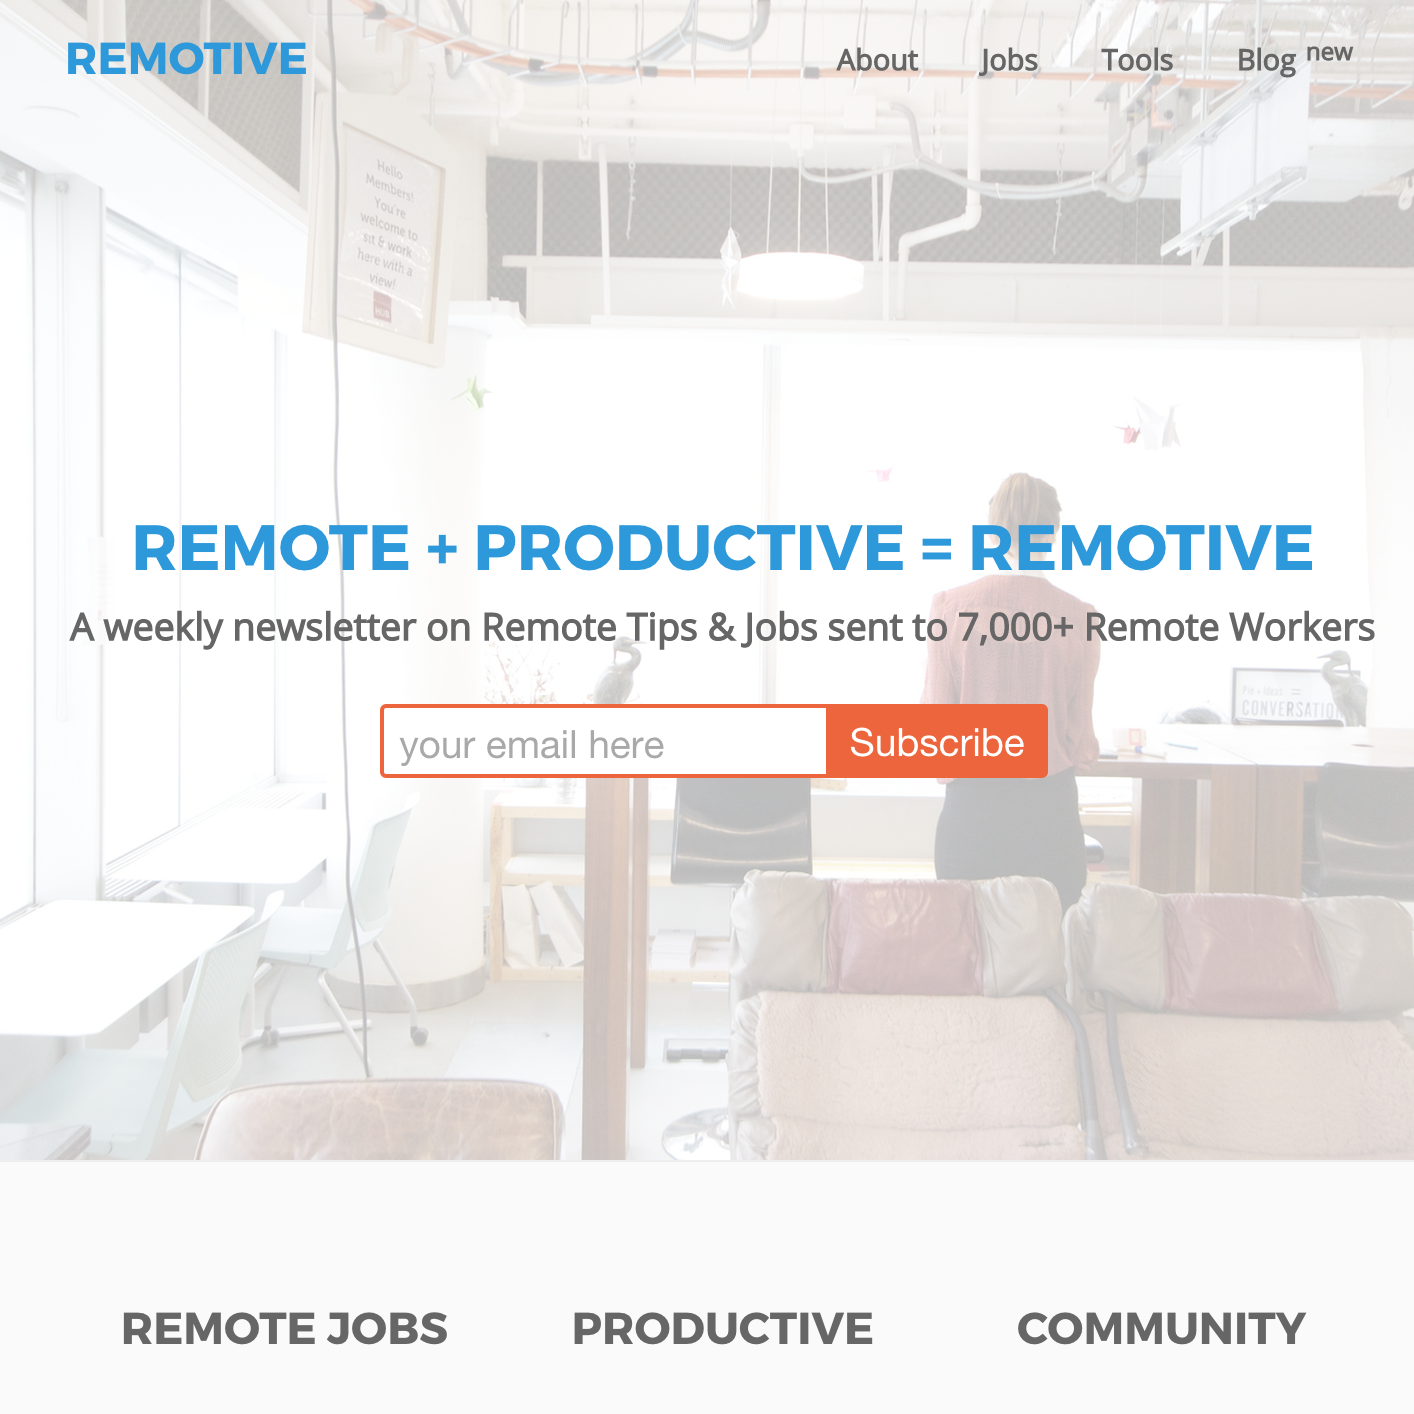 REMOTIVE
About Jobs Tools Blog new
Hello
Members!
You're
welcome to
sit & work
here with a
view!
HUB
REMOTE + PRODUCTIVE = REMOTIVE
A weekly newsletter on Remote Tips & Jobs sent to 7,000+ Remote Workers
CONVERSATION
your email here
Subscribe
REMOTE JOBS
PRODUCTIVE
COMMUNITY